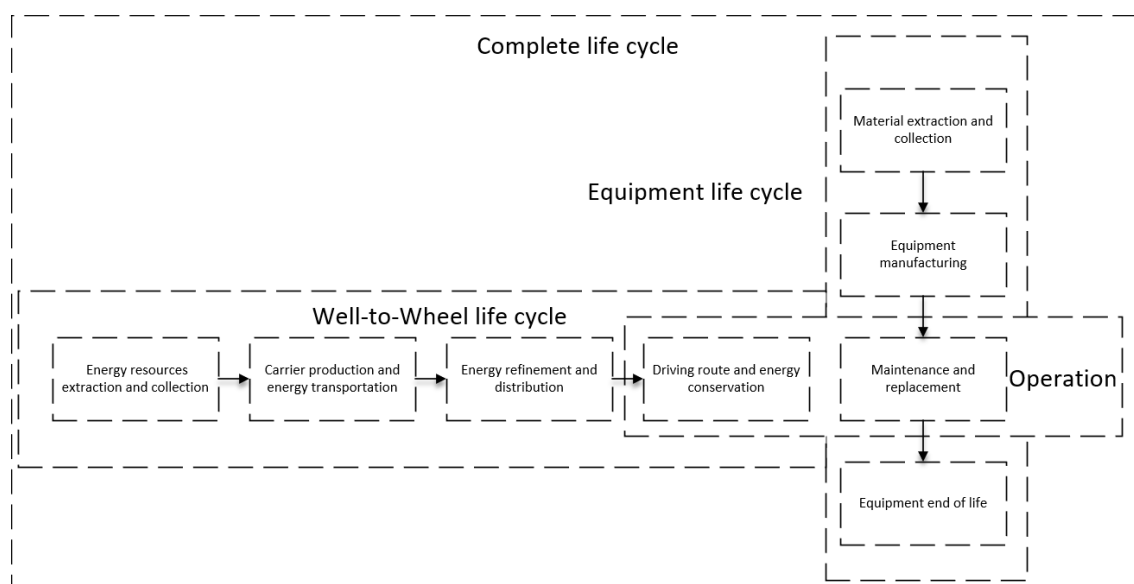 Complete life cycle
Material extraction and
collection
Equipment life cycle
Equipment
manufacturing
Well-to-Wheel life cycle
Energy resources
extraction and collection
Carrier production and
energy transportation
Energy refinement and
distribution
Driving route and energy
conservation
Maintenance and
replacement
Operation
Equipment end of life